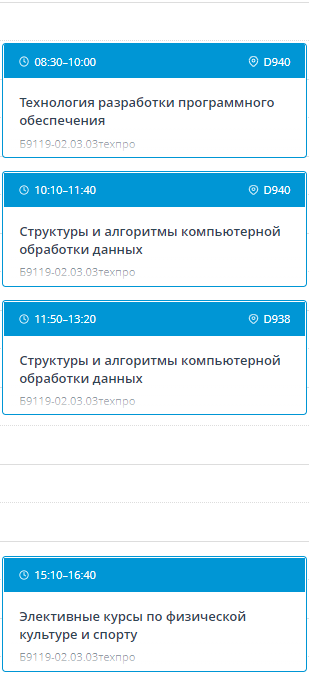 08:30–10:00 D940
Технология разработки программного
обеспечения
Б9119-02.03.03техпро
10:10–11:40 D940
Структуры и алгоритмы компьютерной
обработки данных
Б9119-02.03.03техпро
11:50–13:20 D938
Структуры и алгоритмы компьютерной
обработки данных
Б9119-02.03.03техпро
15:10–16:40
Элективные курсы по физической
культуре и спорту
Б9119-02.03.03техпро